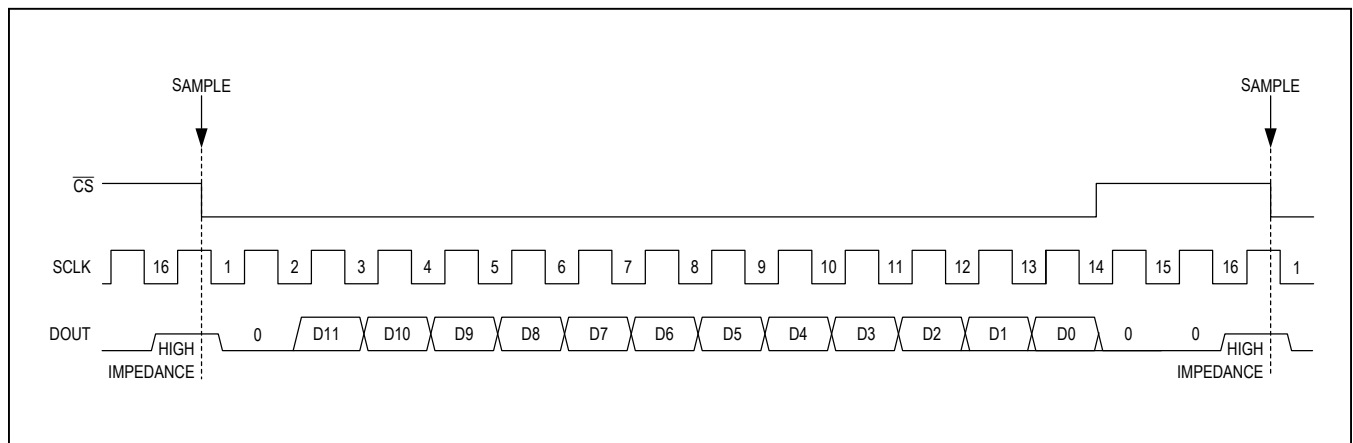 SAMPLE SAMPLE
CS
SCLK 16 1 2 3 4 5 6 7 8 9 10 11 12 13 14 15 16 1
DOUT 0 D11 D10 D9 D8 D7 D6 D5 D4 D3 D2 D1 D0 0 0
HIGH HIGH
IMPEDANCE IMPEDANCE